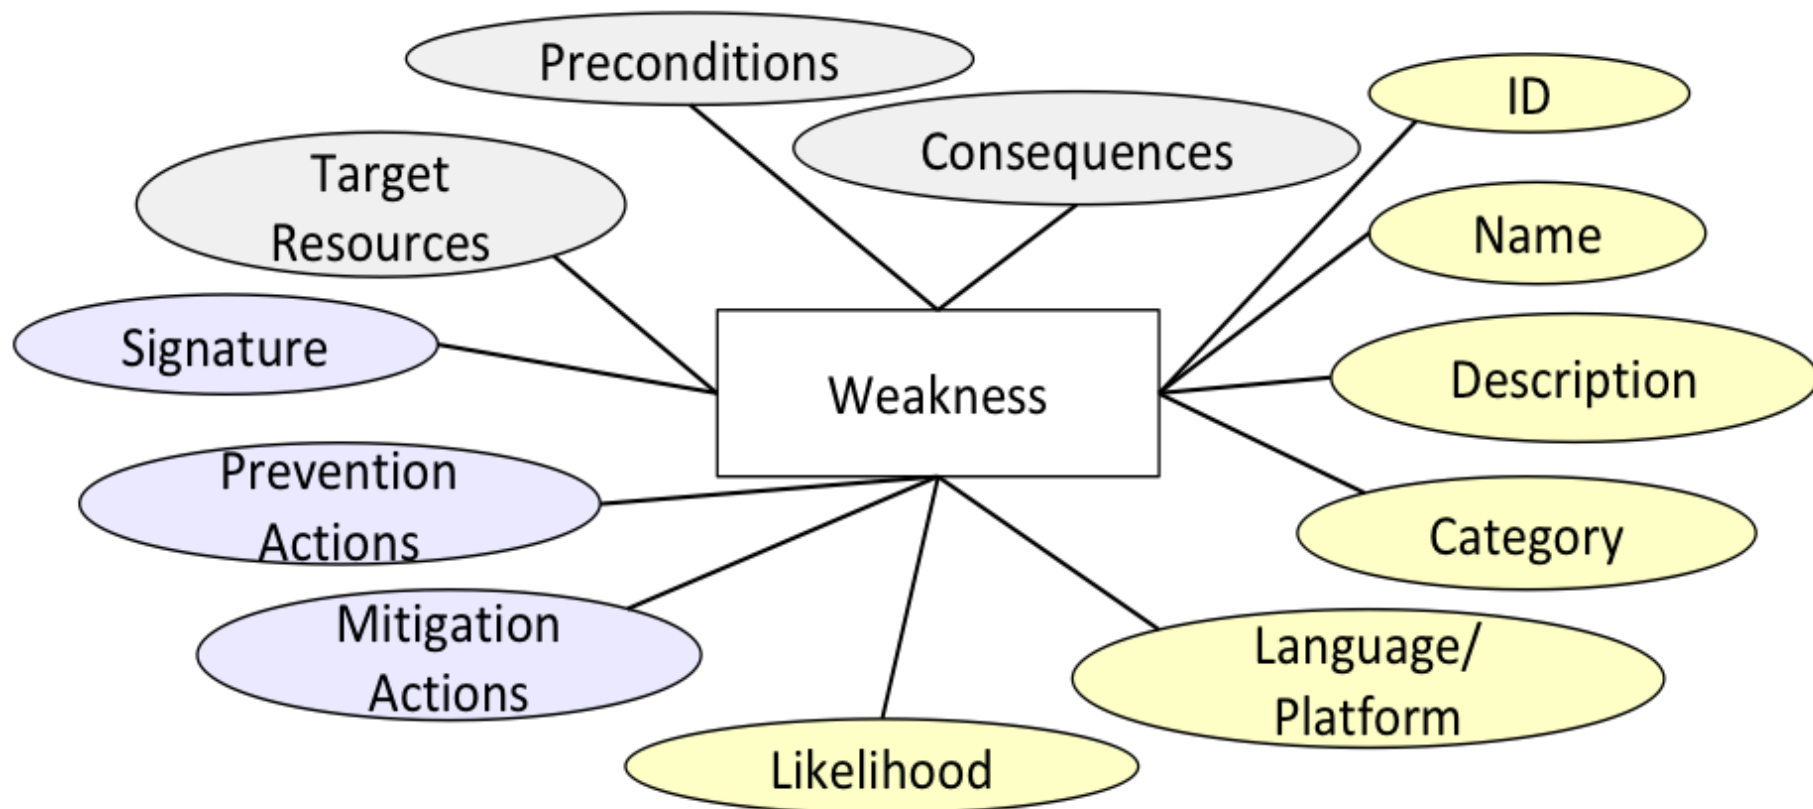 Preconditions
Consequences
ID
Target
Resources
Name
Signature
Weakness
Description
Prevention
Actions
Category
Mitigation
Actions
Language/
Platform
Likelihood